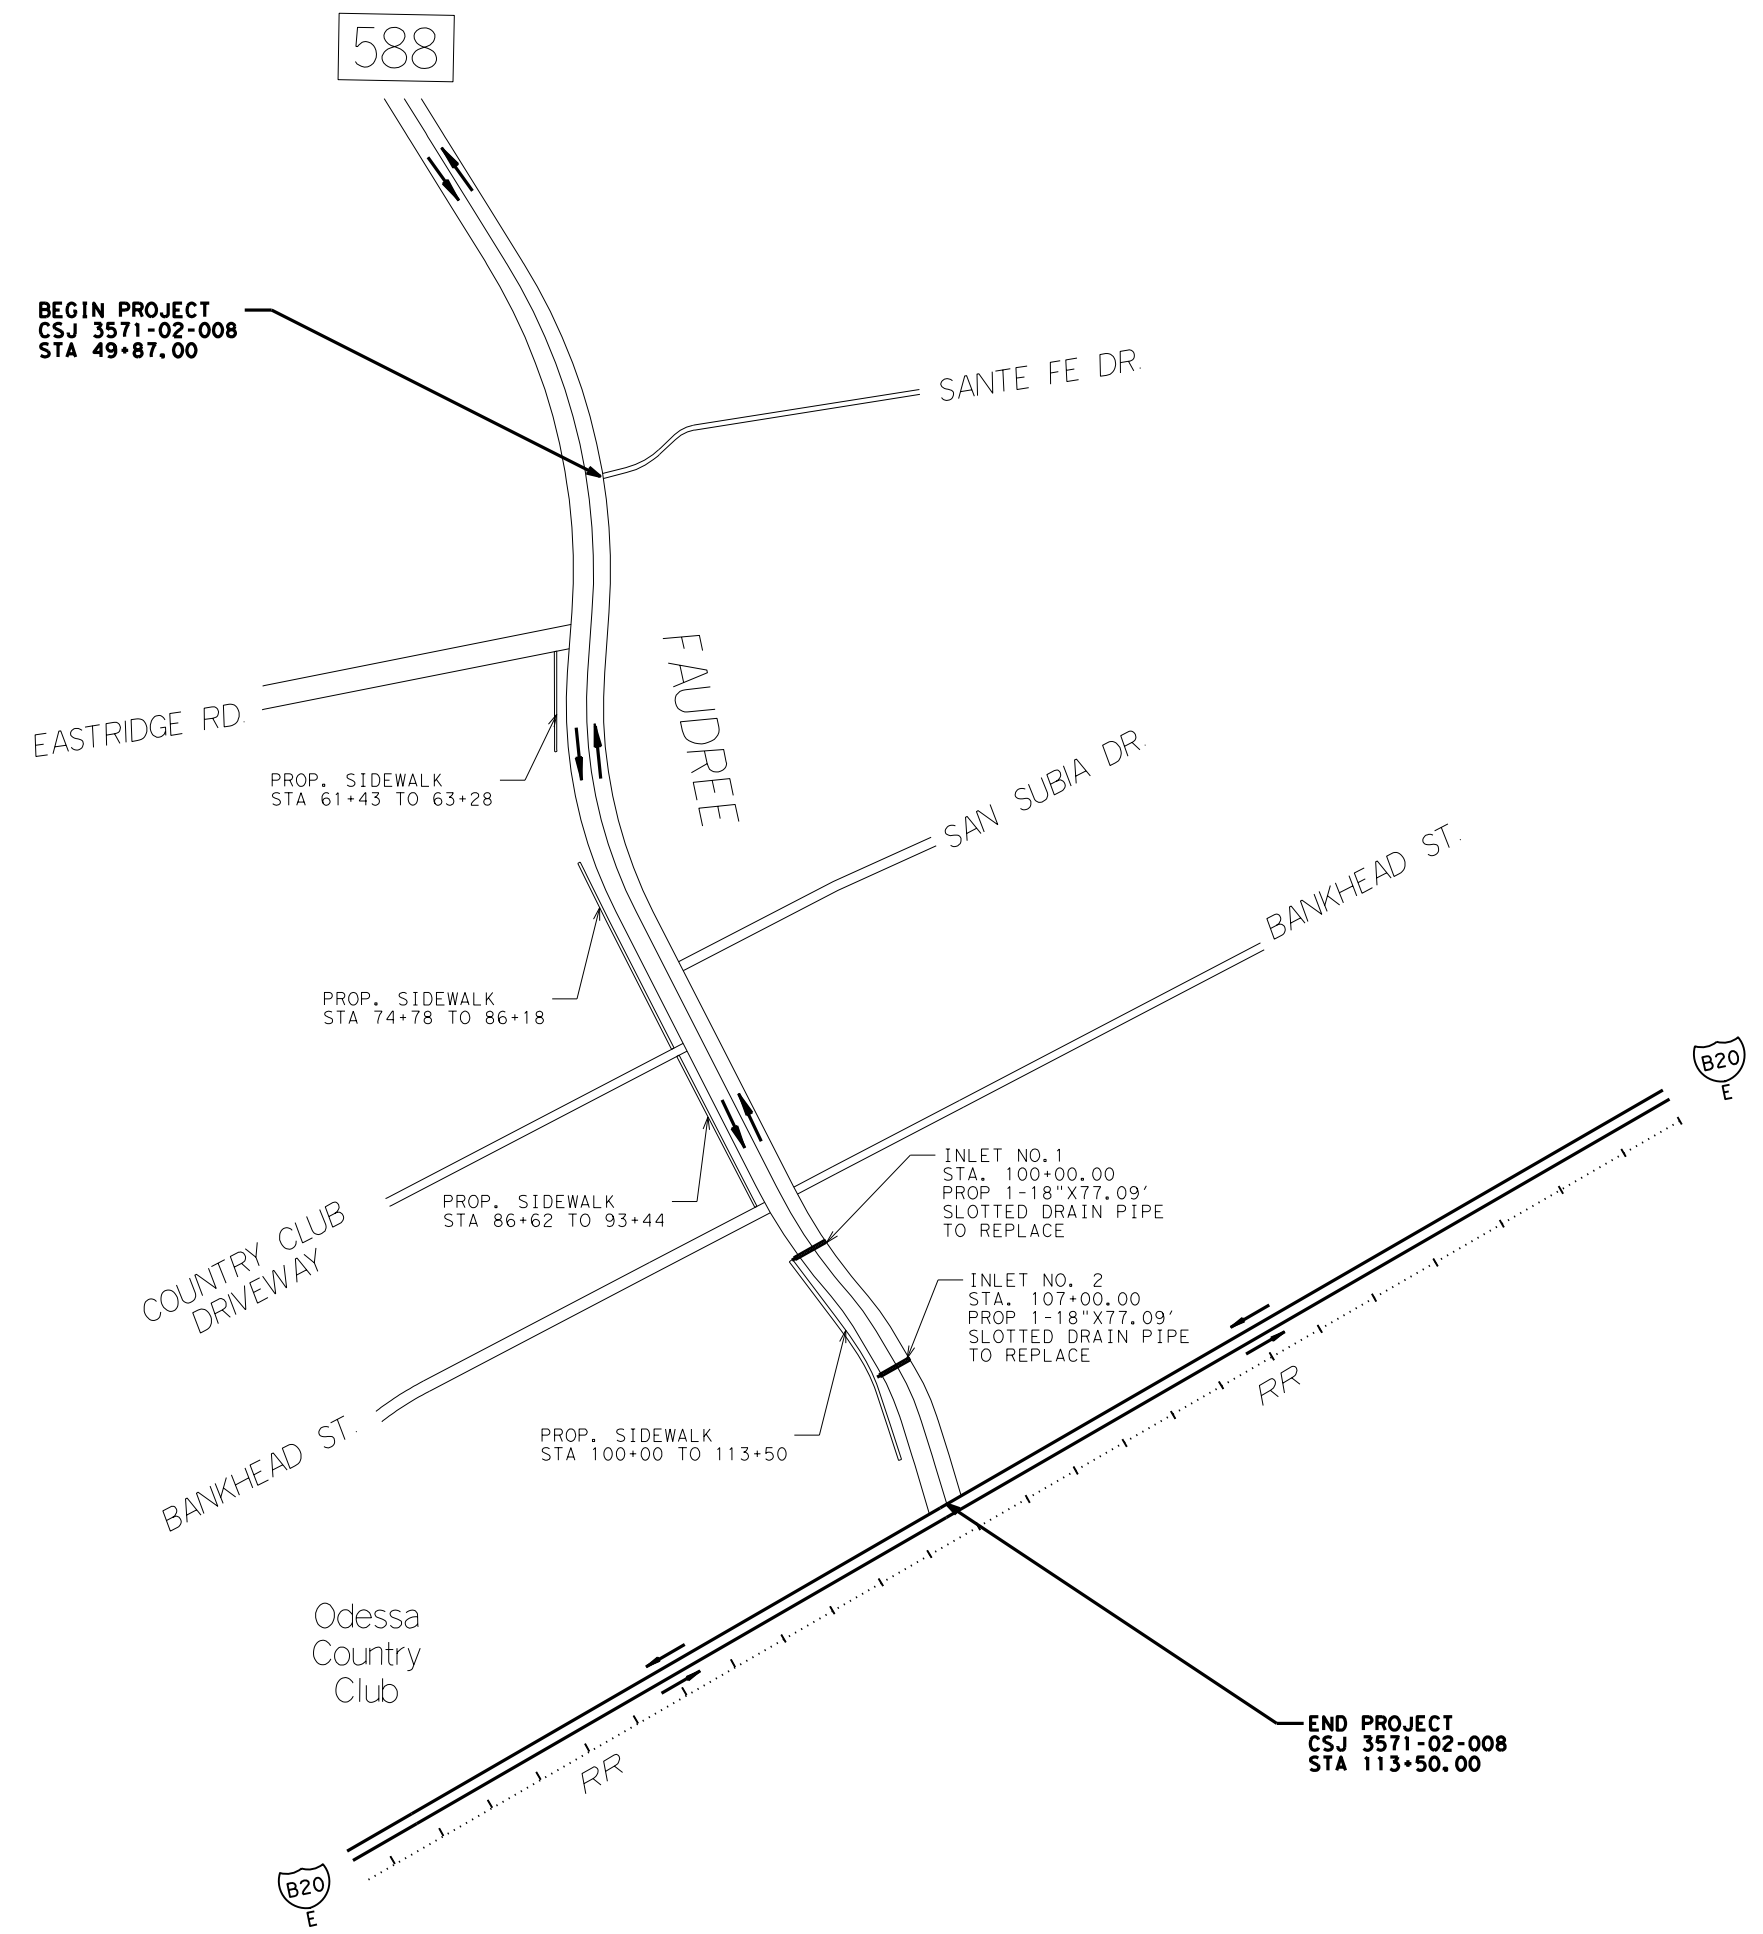 588
BEGIN PROJECT
CSJ 3571-02-008
STA 49+87.00
SANTE FE DR.
FAUDREE
EASTRIDGE RD.
PROP. SIDEWALK
STA 61+43 TO 63+28
SAN SUBIA DR.
BANKHEAD ST.
PROP. SIDEWALK
STA 74+78 TO 86+18
B20
E
INLET NO.1
STA. 100+00.00
PROP 1-18"X77.09'
SLOTTED DRAIN PIPE
TO REPLACE
PROP. SIDEWALK
STA 86+62 TO 93+44
COUNTRY CLUB
DRIVEWAY
INLET NO. 2
STA. 107+00.00
PROP 1-18"X77.09'
SLOTTED DRAIN PIPE
TO REPLACE
RR
PROP. SIDEWALK
STA 100+00 TO 113+50
BANKHEAD ST.
Odessa
Country
Club
END PROJECT
CSJ 3571-02-008
STA 113+50.00
RR
B20
E